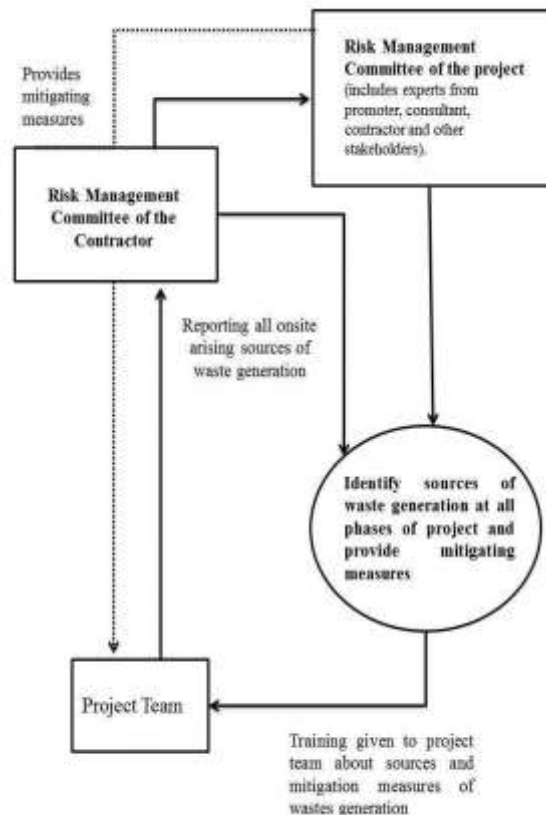 Risk Management
Committee of the project
(includes experts from
promoter, consultant,
contractor and other
stakeholders).
Provides
mitigating
measures
Risk Management
Committee of the
Contractor
Reporting all onsite
arising sources of
waste generation
Identify sources of
waste generation at all
phases of project and
provide mitigating
measures
Project Team
Training given to project
team about sources and
mitigation measures of
wastes generation